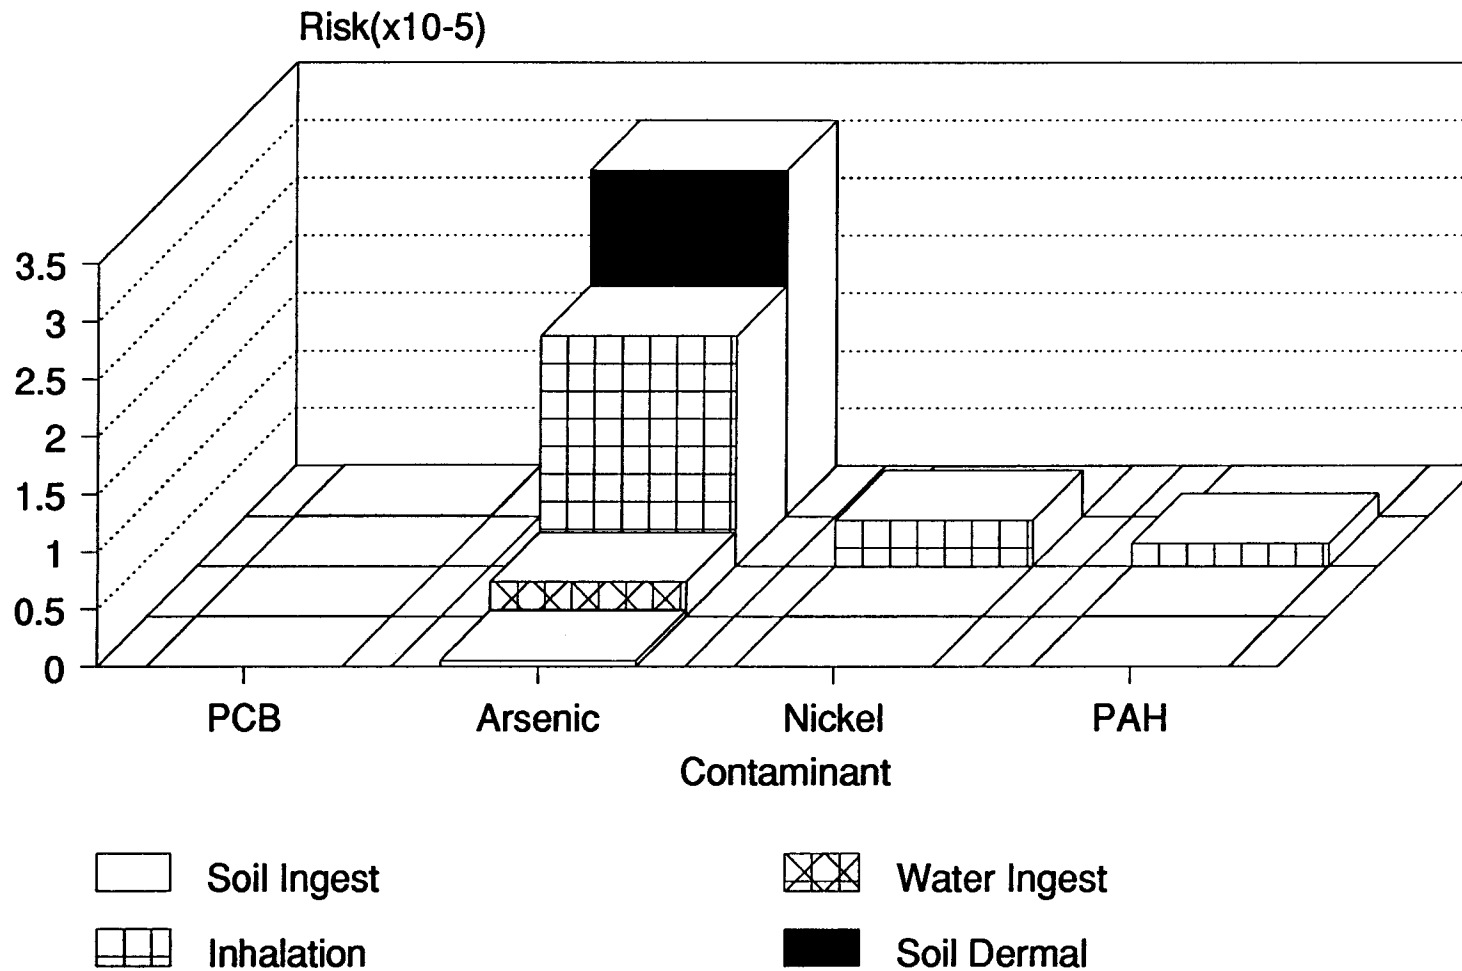 Risk(x10-5)
3.5
3
2.5
2
1.5
1
0.5
0
PCB Arsenic Nickel PAH
Contaminant
Soil Ingest Water Ingest
Inhalation Soil Dermal